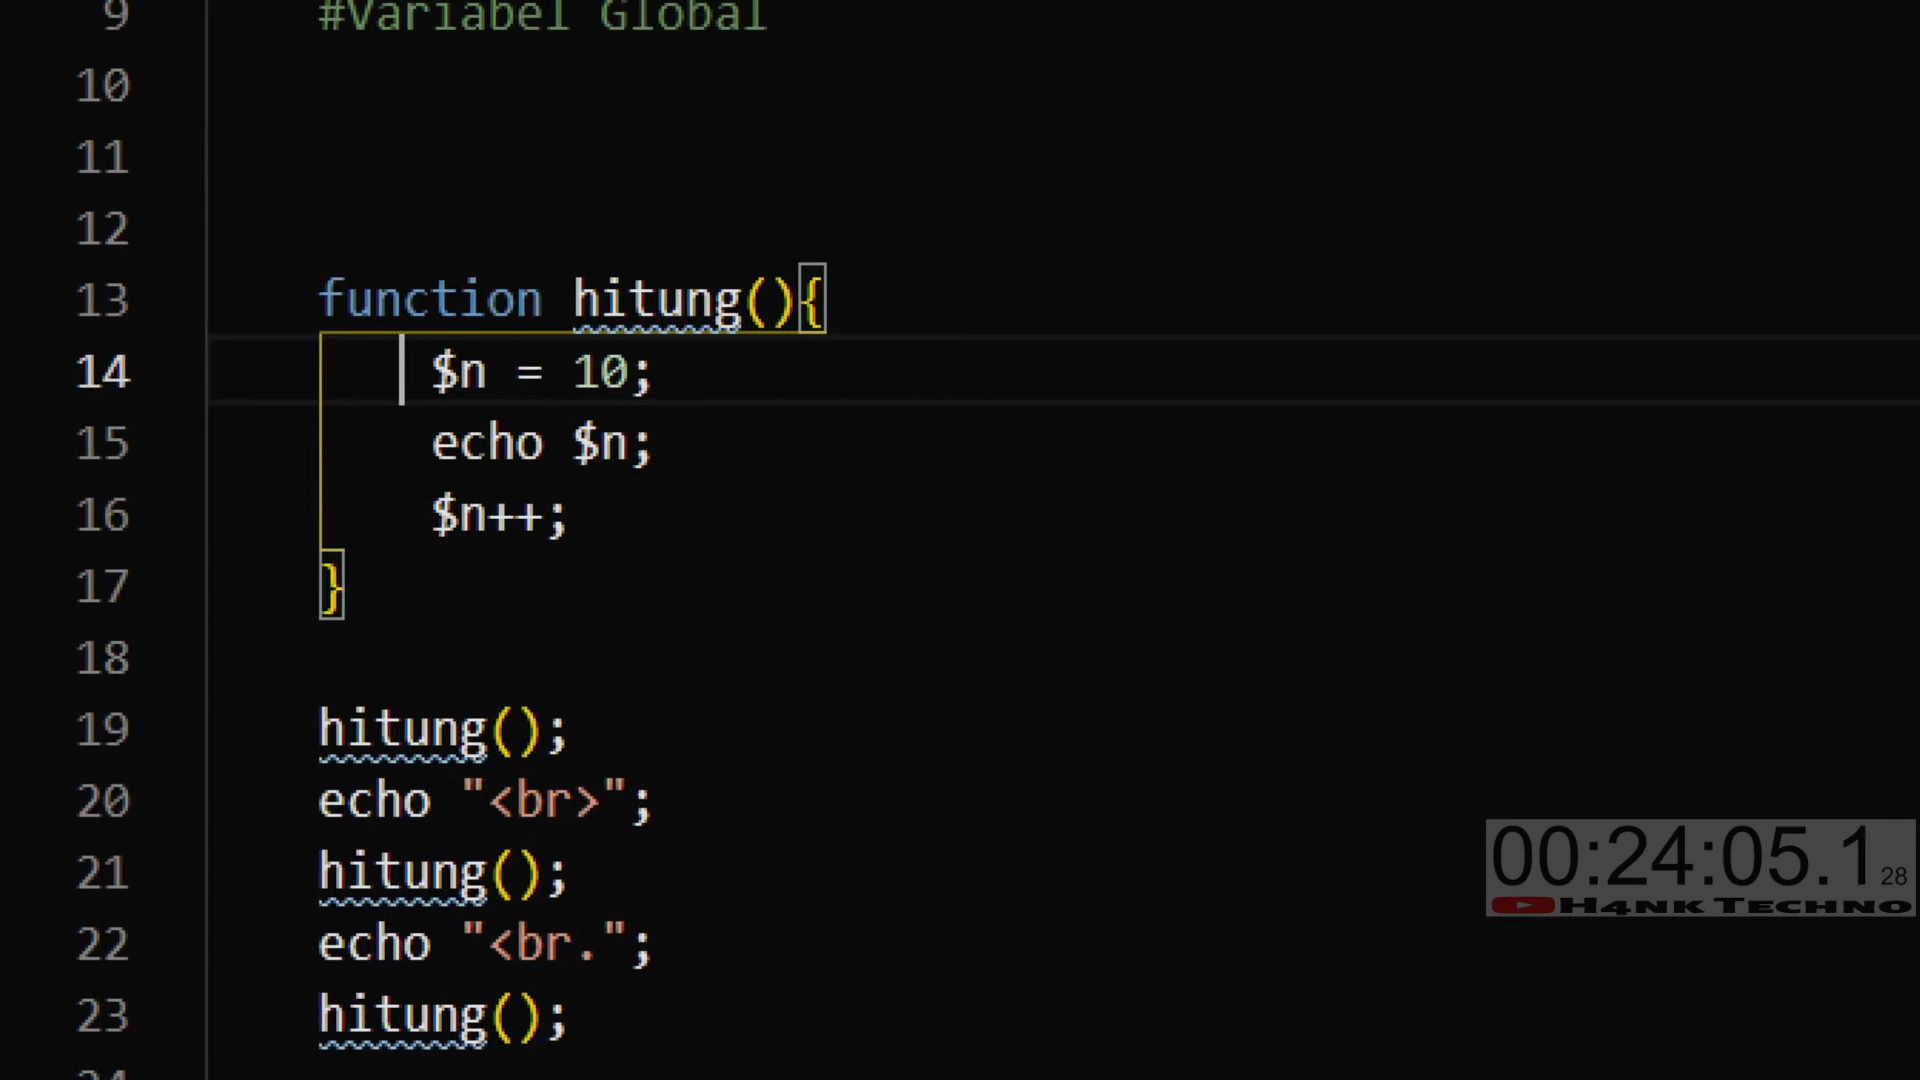 9 #Variabel Global
10
11
12
13 function hitung(){
14 $n = 10;
15 echo $n;
16 $n++;
17 }
18
19 hitung();
20 echo "<br>";
21 hitung();
22 echo "<br.";
23 hitung();
24
00:24:05.1 28
H4NK TECHNO